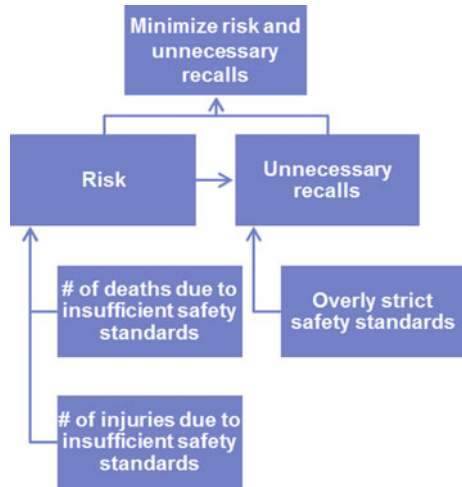 Minimize risk and
unnecessary
recalls
Risk
Unnecessary
recalls
# of deaths due to
insufficient safety
standards
Overly strict
safety standards
# of injuries due to
insufficient safety
standards